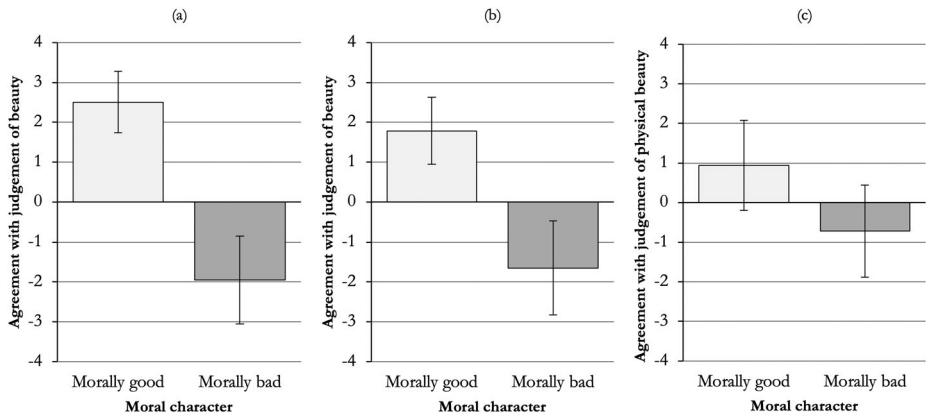 (a)
Agreement with judgement of beauty
4
3
2
1
0
-1
-2
-3
-4
Morally good Morally bad
Moral character
(b)
Agreement with judgement of beauty
4
3
2
1
0
-1
-2
-3
-4
Morally good Morally bad
Moral character
(c)
Agreement with judgement of physical beauty
4
3
2
1
0
-1
-2
-3
-4
Morally good Morally bad
Moral character